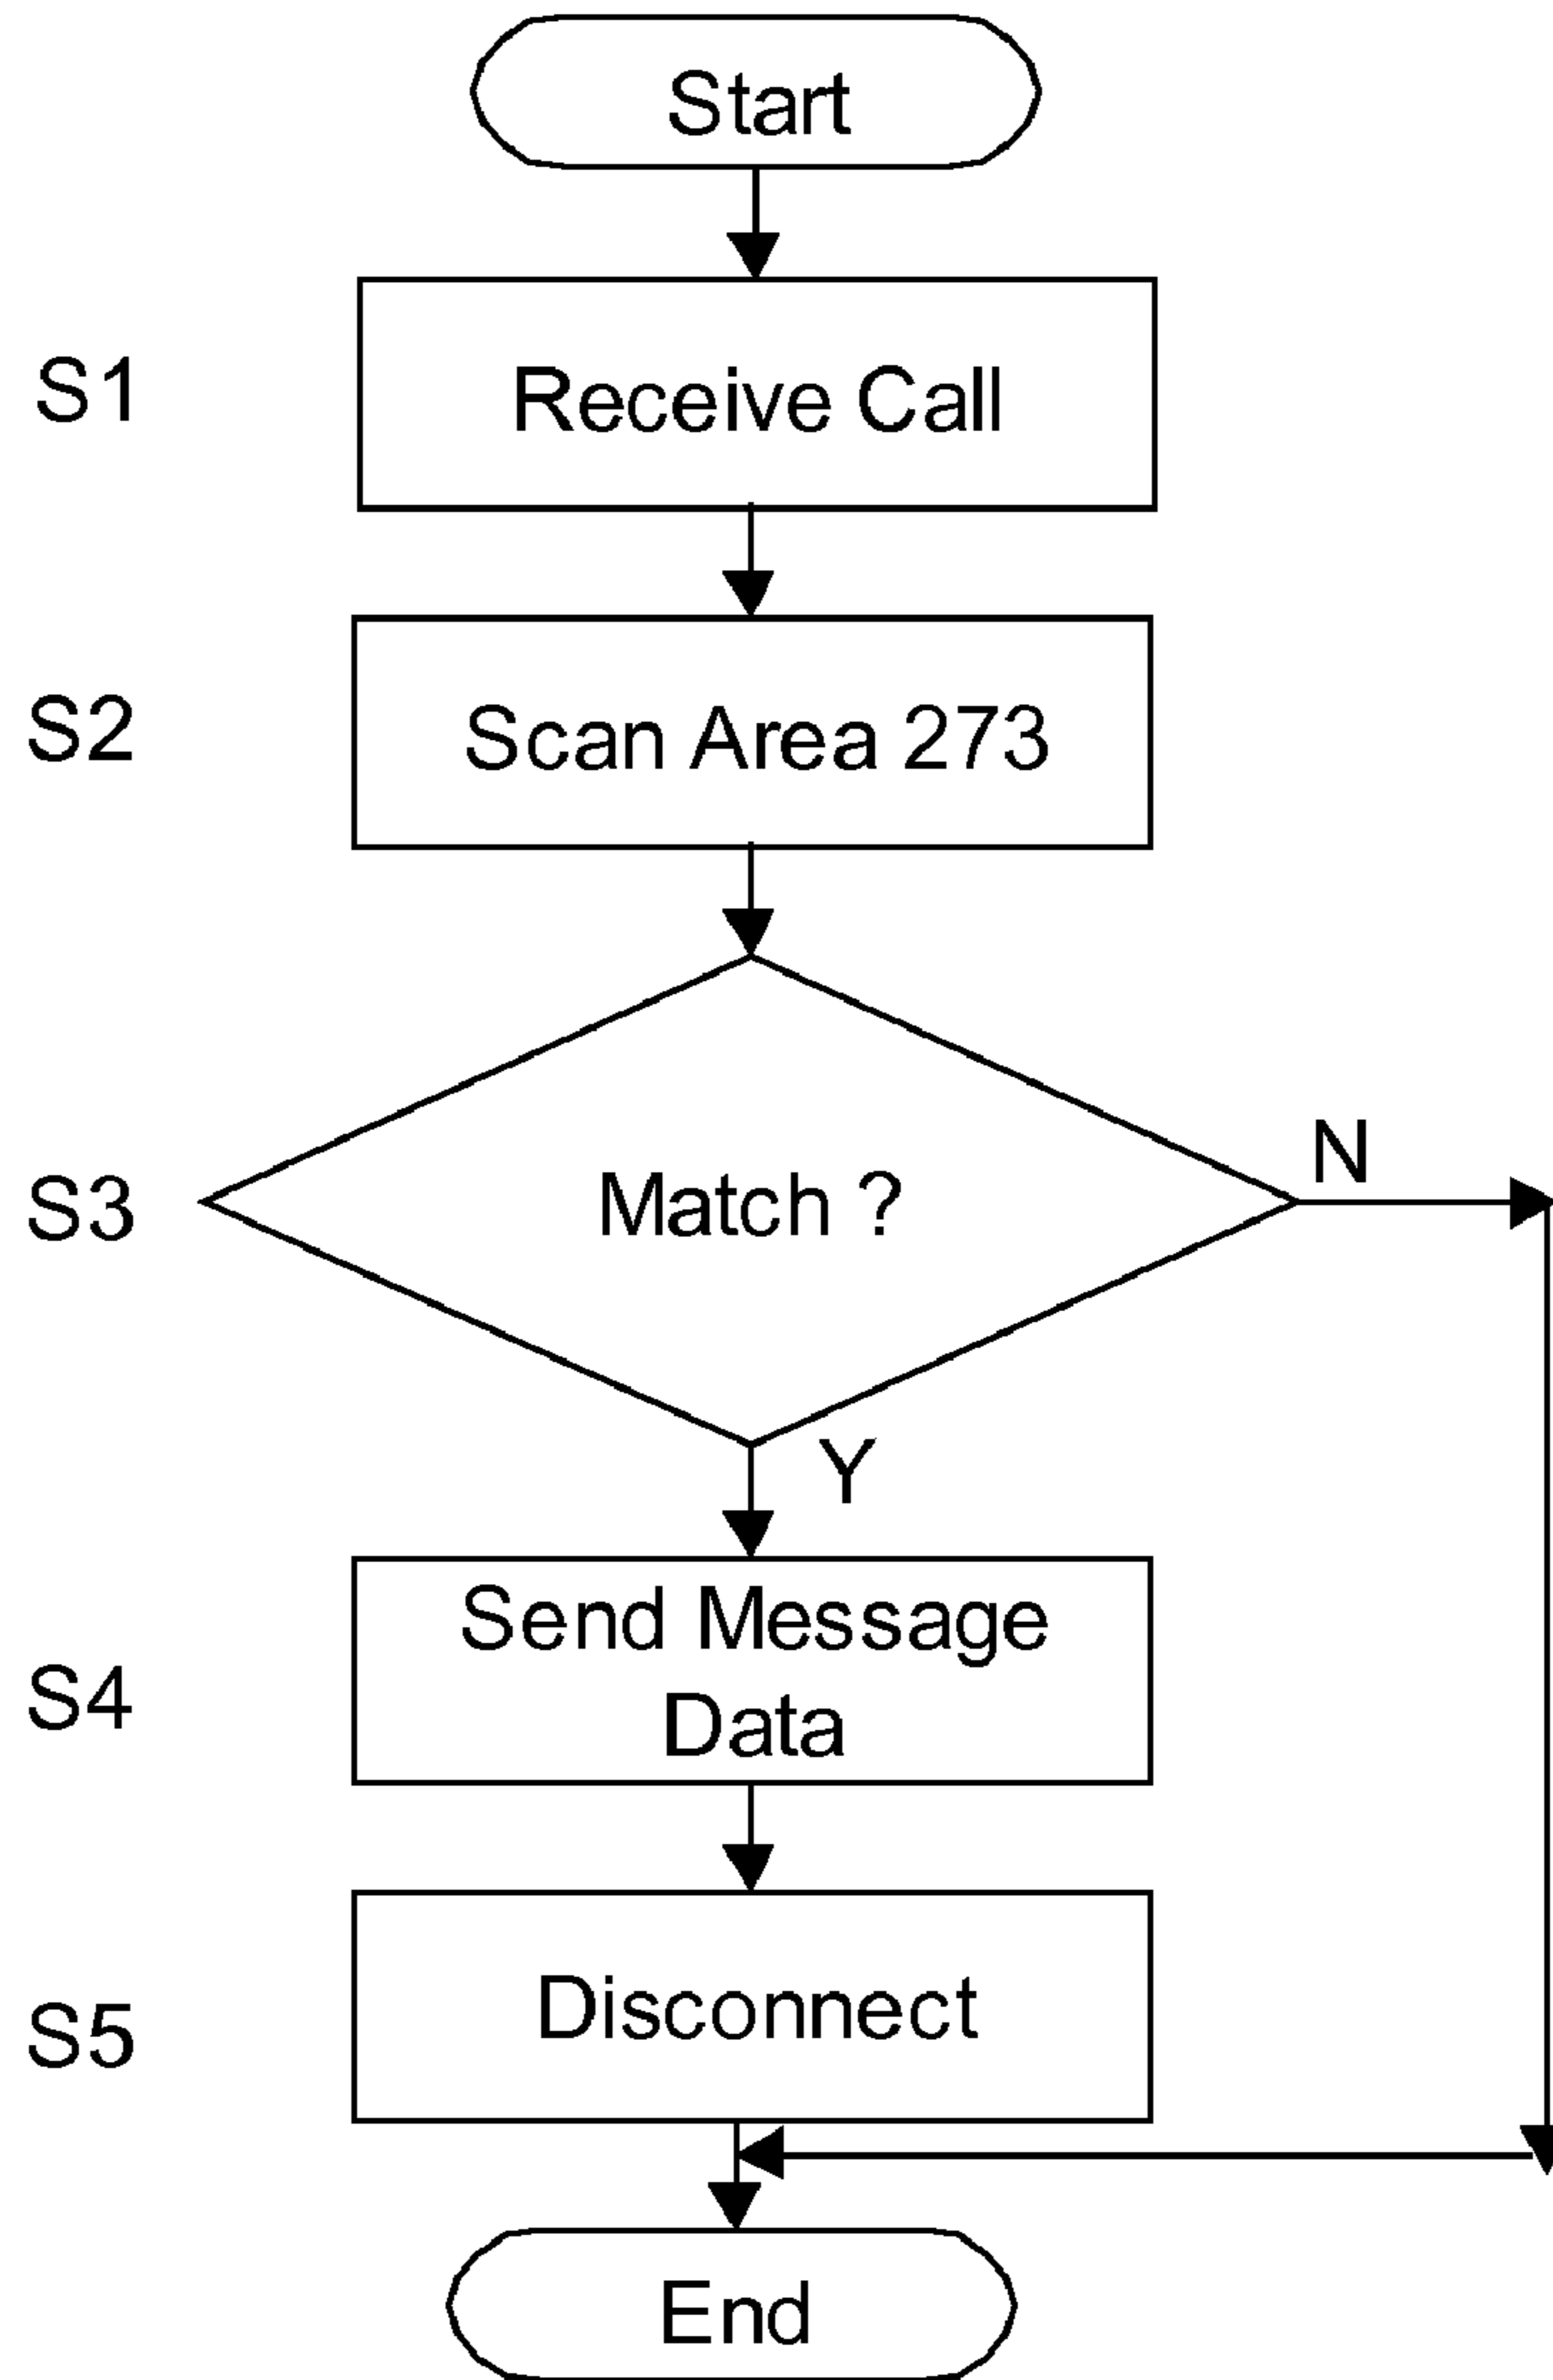 Start
S1
Receive Call
S2
Scan Area 273
S3
Match ?
N
Y
S4
Send Message
Data
S5
Disconnect
End